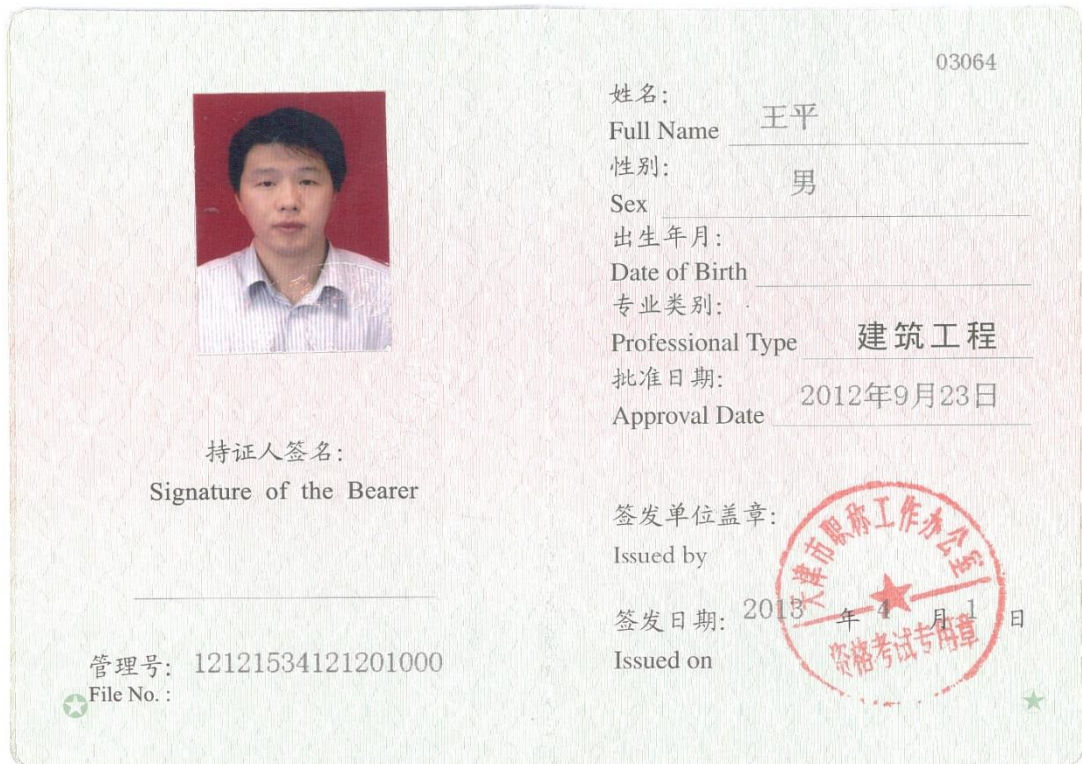 持证人签名:
Signature of the Bearer
管理号: 12121534121201000
File No. :
03064
姓名: 王平
Full Name
性别: 男
Sex
出生年月:
Date of Birth
专业类别: 建筑工程
Professional Type
批准日期: 2012年9月23日
Approval Date
签发单位盖章:
Issued by
天津市职称工作办公室
资格考试专用章
签发日期: 2013 年 4 月 1 日
Issued on